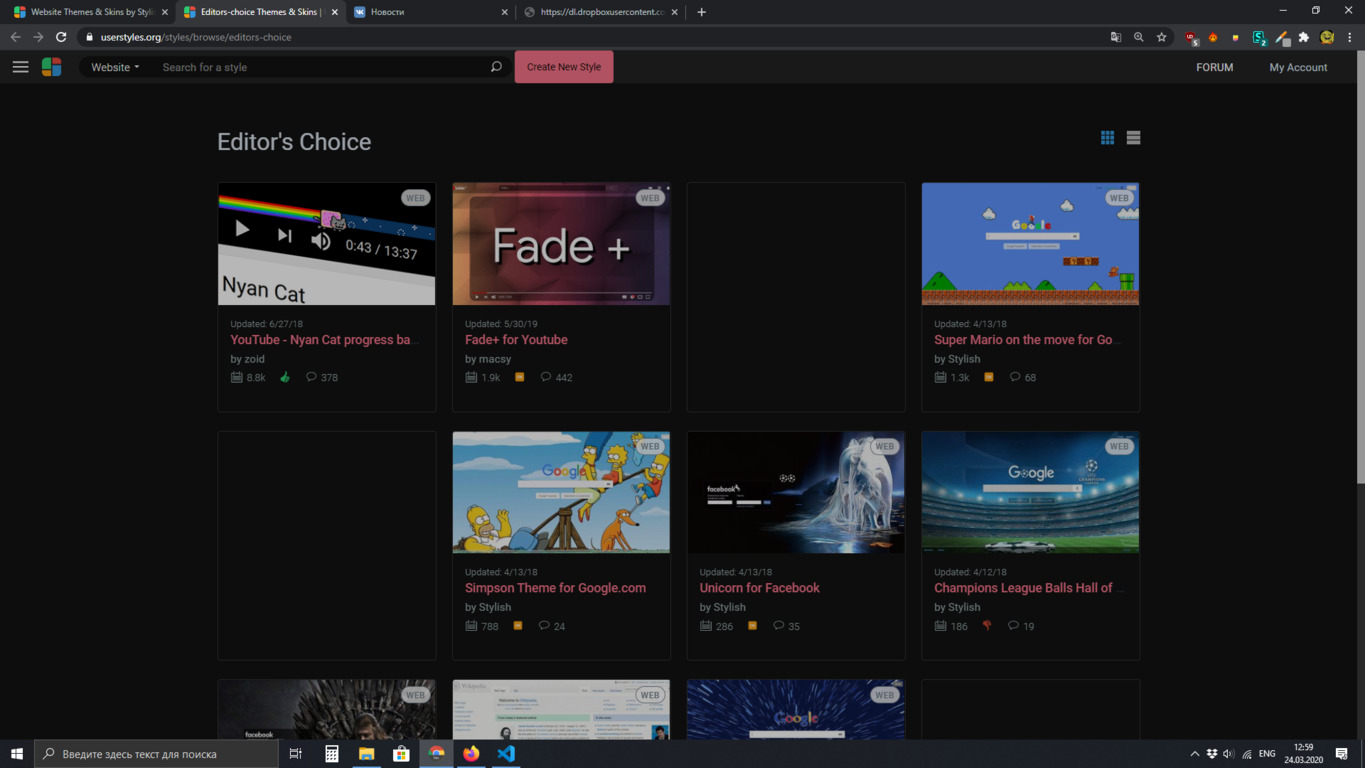 Website Themes & Skins by Styli
Editors-choice Themes & Skins |
Новости
https://dl.dropboxusercontent.co
userstyles.org/styles/browse/editors-choice
Website
Search for a style
Create New Style
FORUM
My Account
Editor's Choice
WEB
0:43 / 13:37
Nyan Cat
Updated: 6/27/18
YouTube - Nyan Cat progress ba...
by zoid
8.8k
378
WEB
Fade +
Updated: 5/30/19
Fade+ for Youtube
by macsy
1.9k
442
WEB
Google
Updated: 4/13/18
Super Mario on the move for Go...
by Stylish
1.3k
68
WEB
Google
Updated: 4/13/18
Simpson Theme for Google.com
by Stylish
788
24
WEB
facebook
Updated: 4/13/18
Unicorn for Facebook
by Stylish
286
35
WEB
Google
Updated: 4/12/18
Champions League Balls Hall of ...
by Stylish
186
19
WEB
facebook
WEB
WEB
Google
Введите здесь текст для поиска
ENG
12:59
24.03.2020